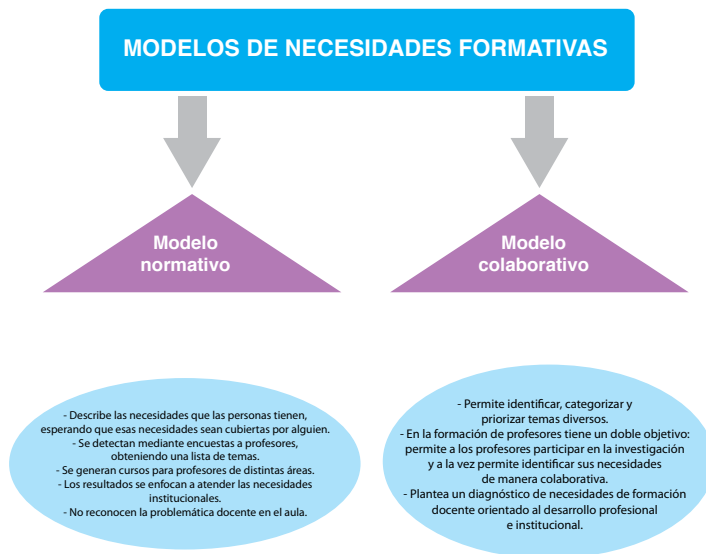 MODELOS DE NECESIDADES FORMATIVAS
Modelo
normativo
Modelo
colaborativo
- Describe las necesidades que las personas tienen,
esperando que esas necesidades sean cubiertas por alguien.
- Se detectan mediante encuestas a profesores,
obteniendo una lista de temas.
- Se generan cursos para profesores de distintas áreas.
- Los resultados se enfocan a atender las necesidades
institucionales.
- No reconocen la problemática docente en el aula.
- Permite identificar, categorizar y
priorizar temas diversos.
- En la formación de profesores tiene un doble objetivo:
permite a los profesores participar en la investigación
y a la vez permite identificar sus necesidades
de manera colaborativa.
- Plantea un diagnóstico de necesidades de formación
docente orientado al desarrollo profesional
e institucional.